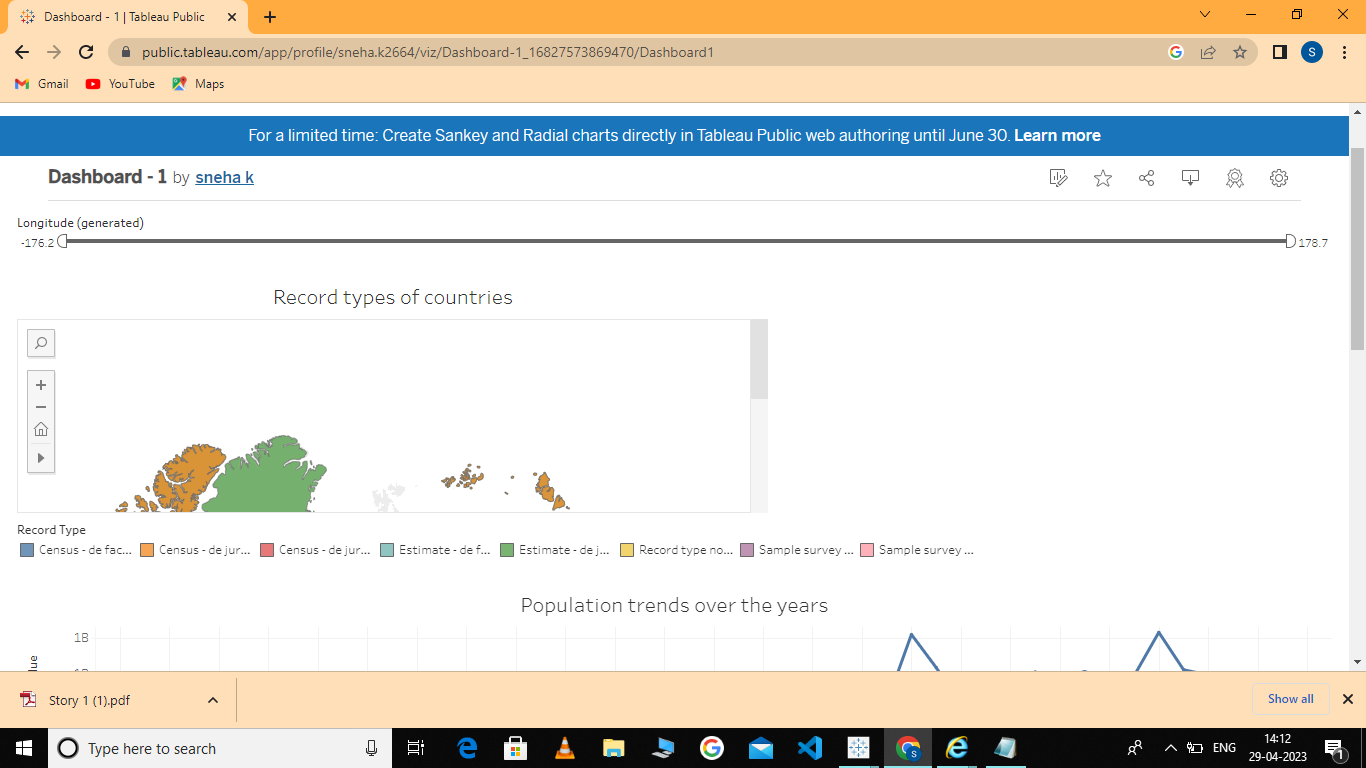 Dashboard - 1 | Tableau Public
public.tableau.com/app/profile/sneha.k2664/viz/Dashboard-1_16827573869470/Dashboard1
S
Gmail YouTube Maps
For a limited time: Create Sankey and Radial charts directly in Tableau Public web authoring until June 30. Learn more
Dashboard - 1 by sneha k
Longitude (generated)
-176.2 178.7
Record types of countries
Record Type
Census - de fac... Census - de jur... Census - de jur... Estimate - de f... Estimate - de j... Record type no... Sample survey ... Sample survey ...
Population trends over the years
1B
Story 1 (1).pdf
Show all
Type here to search
ENG
14:12
29-04-2023
1